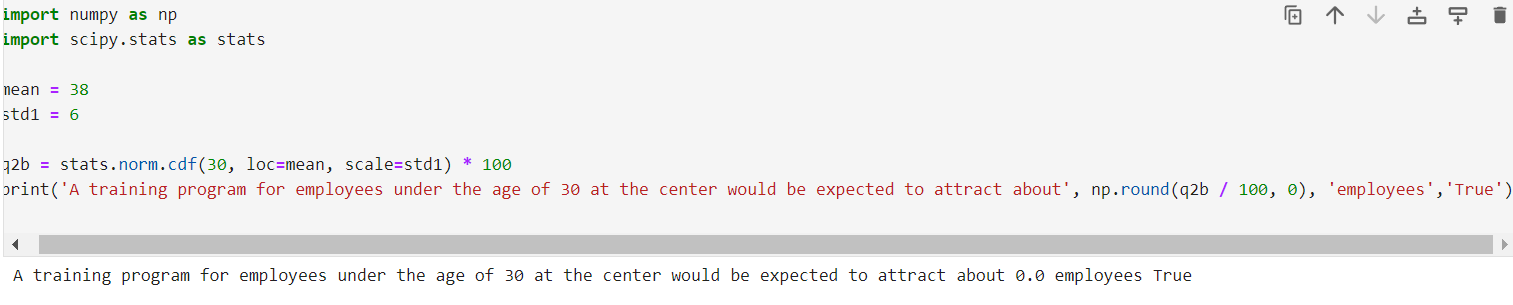 import numpy as np
import scipy.stats as stats
mean = 38
std1 = 6
q2b = stats.norm.cdf(30, loc=mean, scale=std1) * 100
print('A training program for employees under the age of 30 at the center would be expected to attract about', np.round(q2b / 100, 0), 'employees','True')
A training program for employees under the age of 30 at the center would be expected to attract about 0.0 employees True